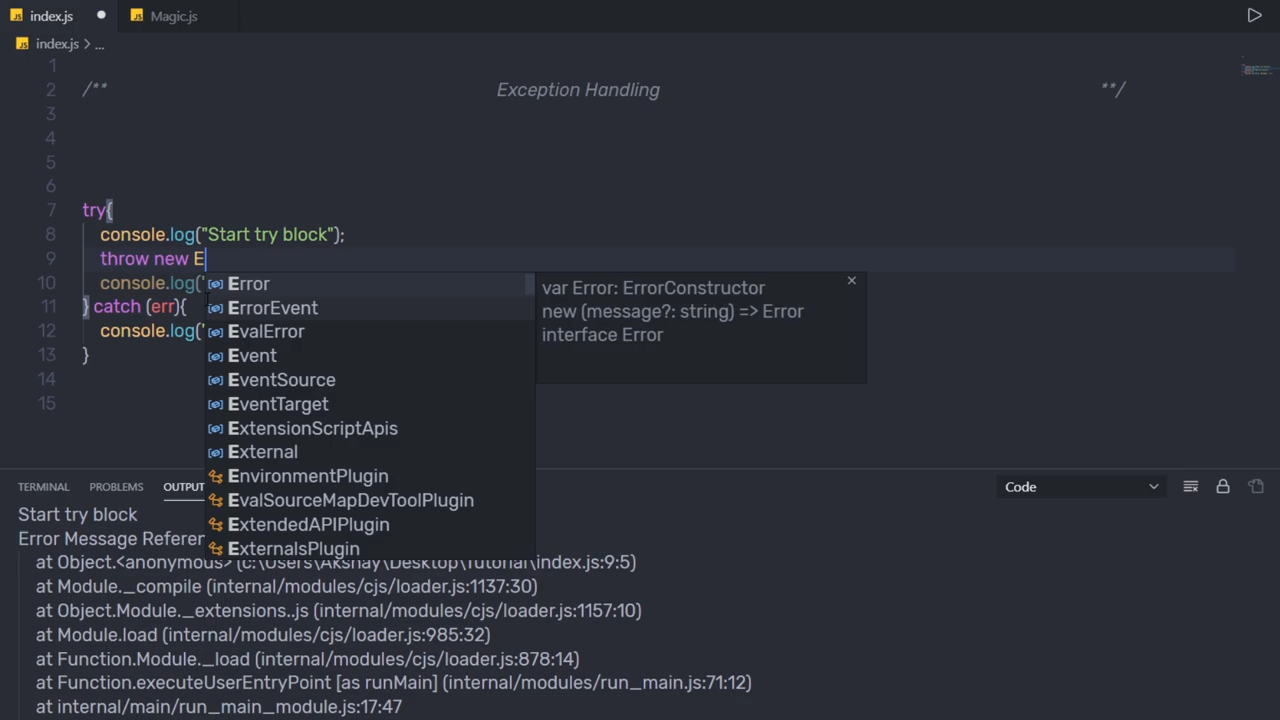 JS index.js
JS Magic.js
JS index.js > ...
1
2 /** Exception Handling **/
3
4
5
6
7 try{
8 console.log("Start try block");
9 throw new E
10 console.log("
11 } catch (err){
12 console.log("
13 }
14
15
Error
ErrorEvent
EvalError
Event
EventSource
EventTarget
ExtensionScriptApis
External
EnvironmentPlugin
EvalSourceMapDevToolPlugin
ExtendedAPIPlugin
ExternalsPlugin
var Error: ErrorConstructor
new (message?: string) => Error
interface Error
TERMINAL PROBLEMS OUTPUT Code
Start try block
Error Message Referen
at Object.<anonymous> (c:\Users\Akshay\Desktop\Tutorial\index.js:9:5)
at Module._compile (internal/modules/cjs/loader.js:1137:30)
at Object.Module._extensions..js (internal/modules/cjs/loader.js:1157:10)
at Module.load (internal/modules/cjs/loader.js:985:32)
at Function.Module._load (internal/modules/cjs/loader.js:878:14)
at Function.executeUserEntryPoint [as runMain] (internal/modules/run_main.js:71:12)
at internal/main/run_main_module.js:17:47